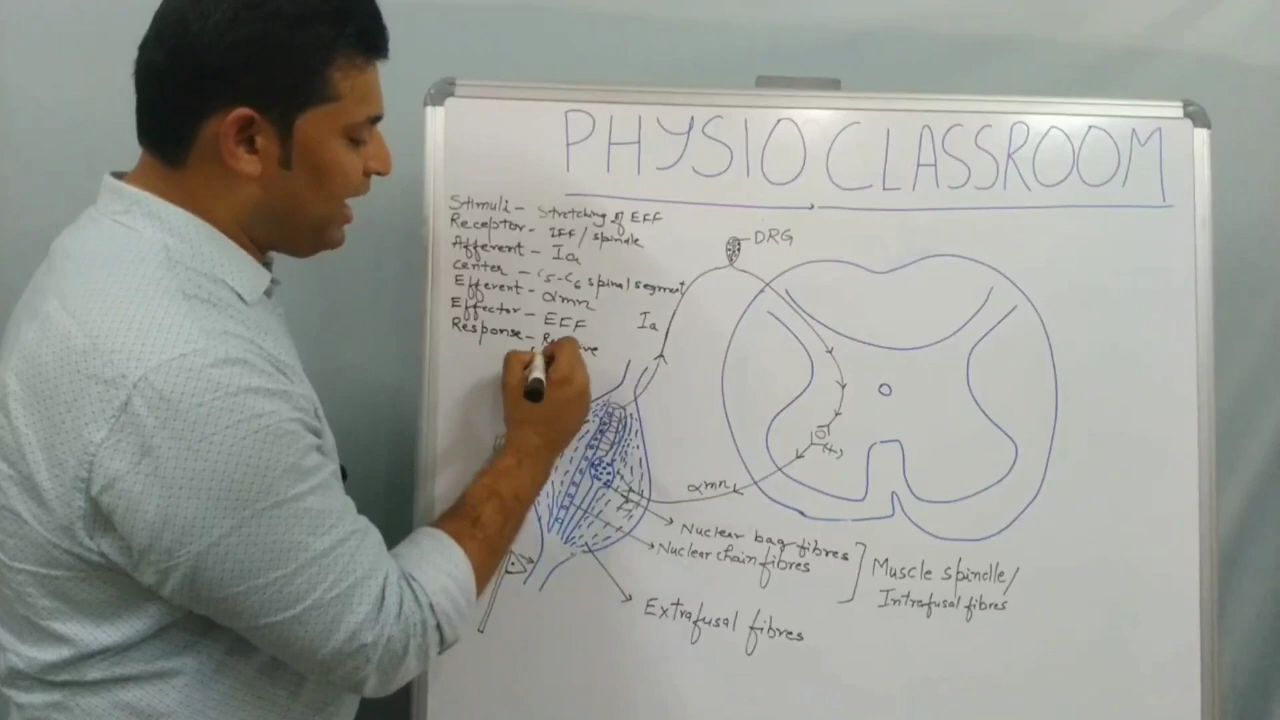 PHYSIO CLASSROOM
Stimuli - Stretching of EFF
Receptor - IFF/spindle
Afferent - Ia
center - C5-C6 spinal segment
Efferent - αmn
Effector - EFF
Response -
DRG
Ia
(+)
αmn
Nuclear bag fibres
Nuclear chain fibres
Muscle spindle/
Intrafusal fibres
Extrafusal fibres